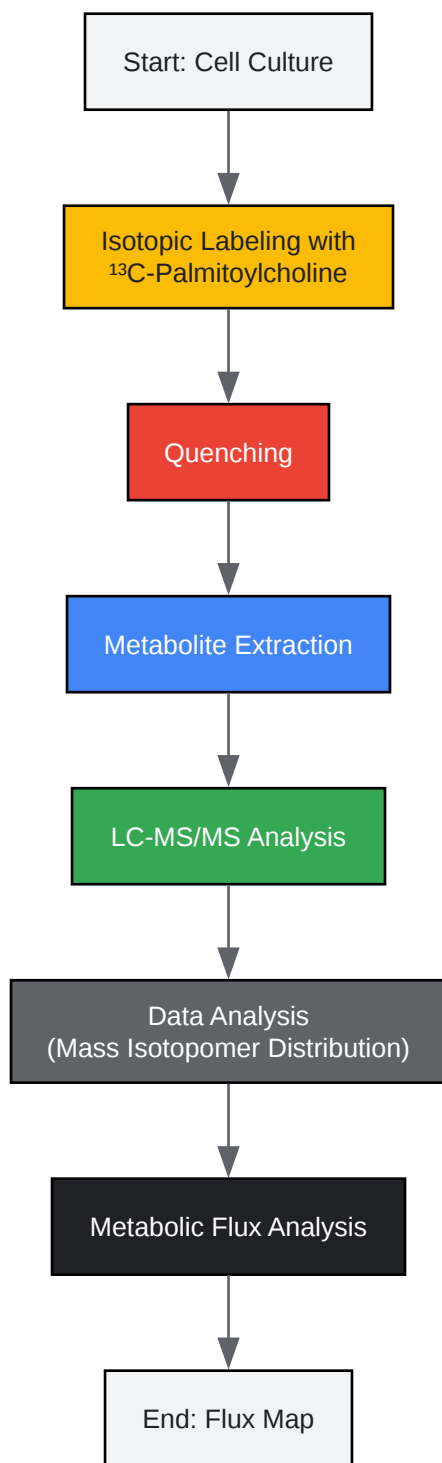 Start: Cell Culture
Isotopic Labeling with
¹³C-Palmitoylcholine
Quenching
Metabolite Extraction
LC-MS/MS Analysis
Data Analysis
(Mass Isotopomer Distribution)
Metabolic Flux Analysis
End: Flux Map